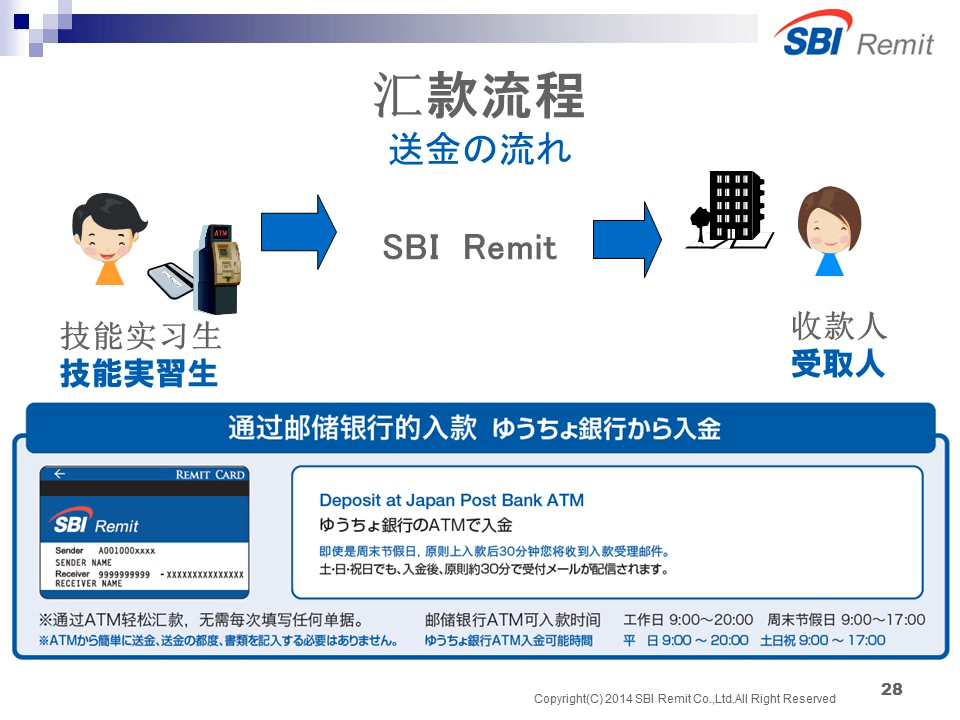 SBI Remit
汇款流程
送金の流れ
ATM
SBI Remit
技能实习生
技能実習生
收款人
受取人
通过邮储银行的入款 ゆうちょ銀行から入金
← REMIT CARD
SBI Remit
Sender A001000xxxx
SENDER NAME
Receiver 9999999999 -XXXXXXXXXXXXXXX
RECEIVER NAME
Deposit at Japan Post Bank ATM
ゆうちょ銀行のATMで入金
即使是周末节假日，原则上入款后30分钟您将收到入款受理邮件。
土・日・祝日でも、入金後、原則約30分で受付メールが配信されます。
※通过ATM轻松汇款，无需每次填写任何单据。 邮储银行ATM可入款时间 工作日 9:00～20:00 周末节假日 9:00～17:00
※ATMから簡単に送金、送金の都度、書類を記入する必要はありません。 ゆうちょ銀行ATM入金可能時間 平 日 9:00 ～ 20:00 土日祝 9:00 ～ 17:00
Copyright(C) 2014 SBI Remit Co.,Ltd.All Right Reserved
28